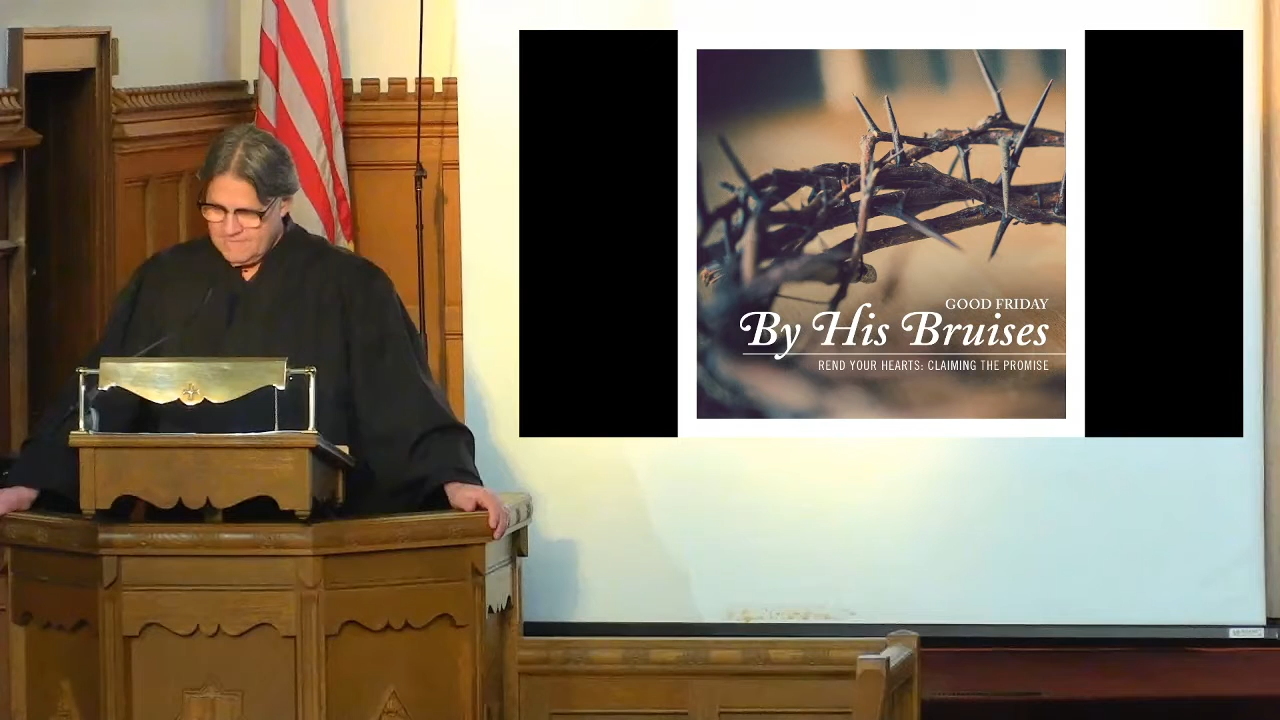 GOOD FRIDAY
By His Bruises
REND YOUR HEARTS: CLAIMING THE PROMISE